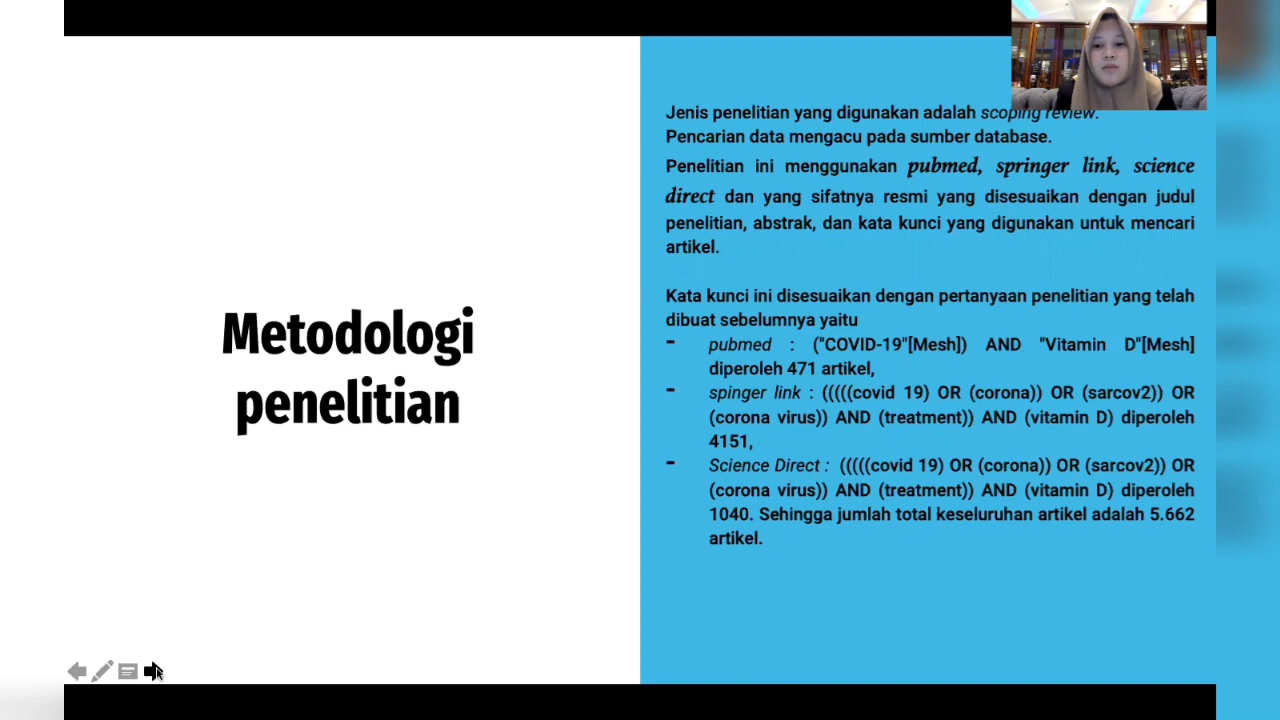 Metodologi
penelitian
Jenis penelitian yang digunakan adalah scoping review.
Pencarian data mengacu pada sumber database.
Penelitian ini menggunakan pubmed, springer link, science
direct dan yang sifatnya resmi yang disesuaikan dengan judul
penelitian, abstrak, dan kata kunci yang digunakan untuk mencari
artikel.
Kata kunci ini disesuaikan dengan pertanyaan penelitian yang telah
dibuat sebelumnya yaitu
- pubmed : ("COVID-19"[Mesh]) AND "Vitamin D"[Mesh]
diperoleh 471 artikel,
- spinger link : (((((covid 19) OR (corona)) OR (sarcov2)) OR
(corona virus)) AND (treatment)) AND (vitamin D) diperoleh
4151,
- Science Direct : (((((covid 19) OR (corona)) OR (sarcov2)) OR
(corona virus)) AND (treatment)) AND (vitamin D) diperoleh
1040. Sehingga jumlah total keseluruhan artikel adalah 5.662
artikel.